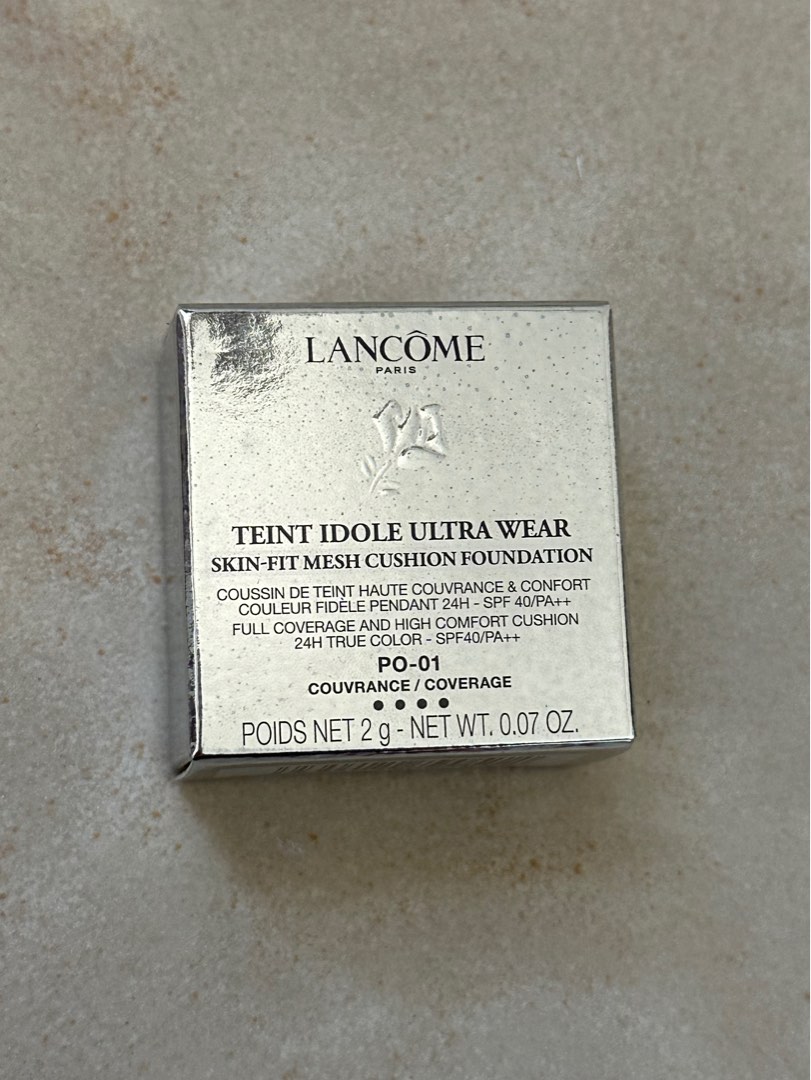 LANCÔME
PARIS
TEINT IDOLE ULTRA WEAR
SKIN-FIT MESH CUSHION FOUNDATION
COUSSIN DE TEINT HAUTE COUVRANCE & CONFORT
COULEUR FIDÈLE PENDANT 24H - SPF 40/PA++
FULL COVERAGE AND HIGH COMFORT CUSHION
24H TRUE COLOR - SPF40/PA++
PO-01
COUVRANCE / COVERAGE
POIDS NET 2 g - NET WT. 0.07 OZ.